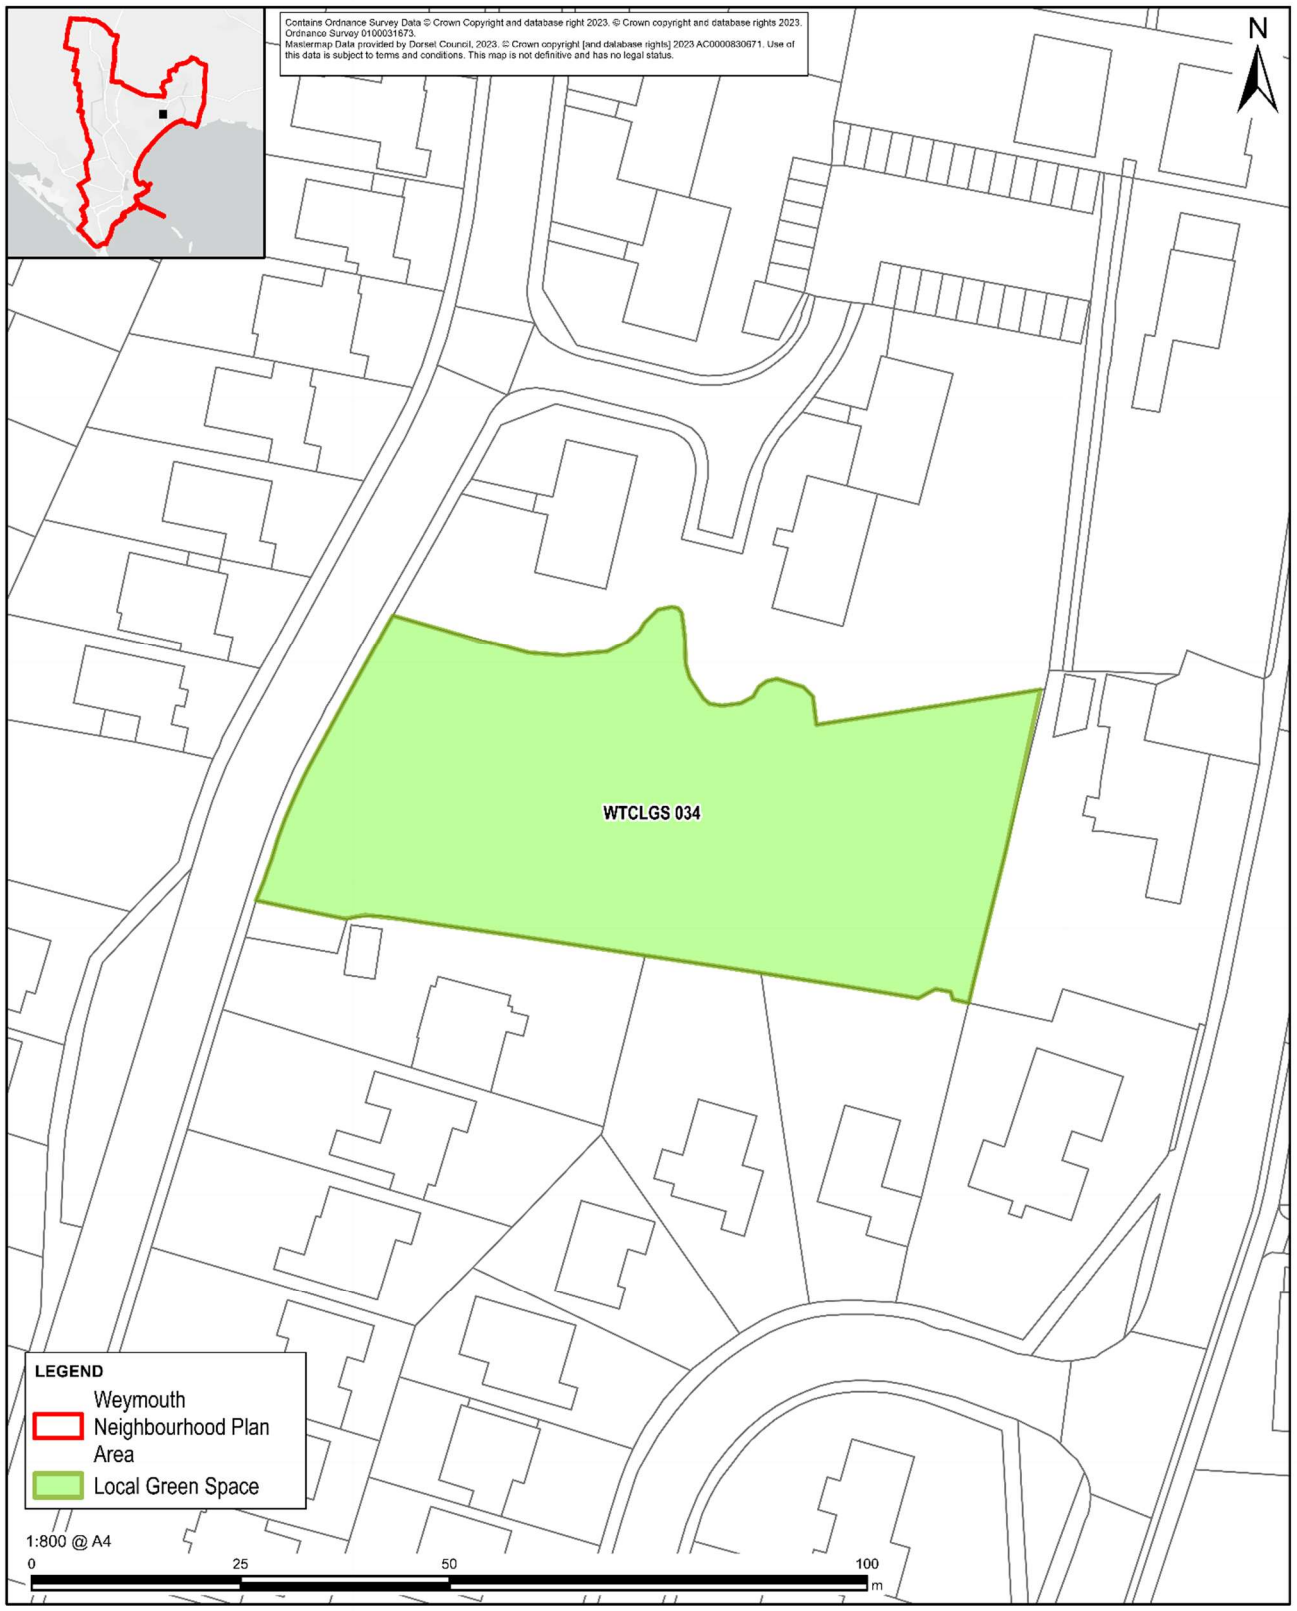 Contains Ordnance Survey Data © Crown Copyright and database right 2023. © Crown copyright and database rights 2023.
Ordnance Survey 0100031673.
Mastermap Data provided by Dorset Council, 2023. © Crown copyright [and database rights] 2023 AC0000830671. Use of
this data is subject to terms and conditions. This map is not definitive and has no legal status.
N
WTCLGS 034
LEGEND
Weymouth
Neighbourhood Plan
Area
Local Green Space
1:800 @ A4
0 25 50 100
m